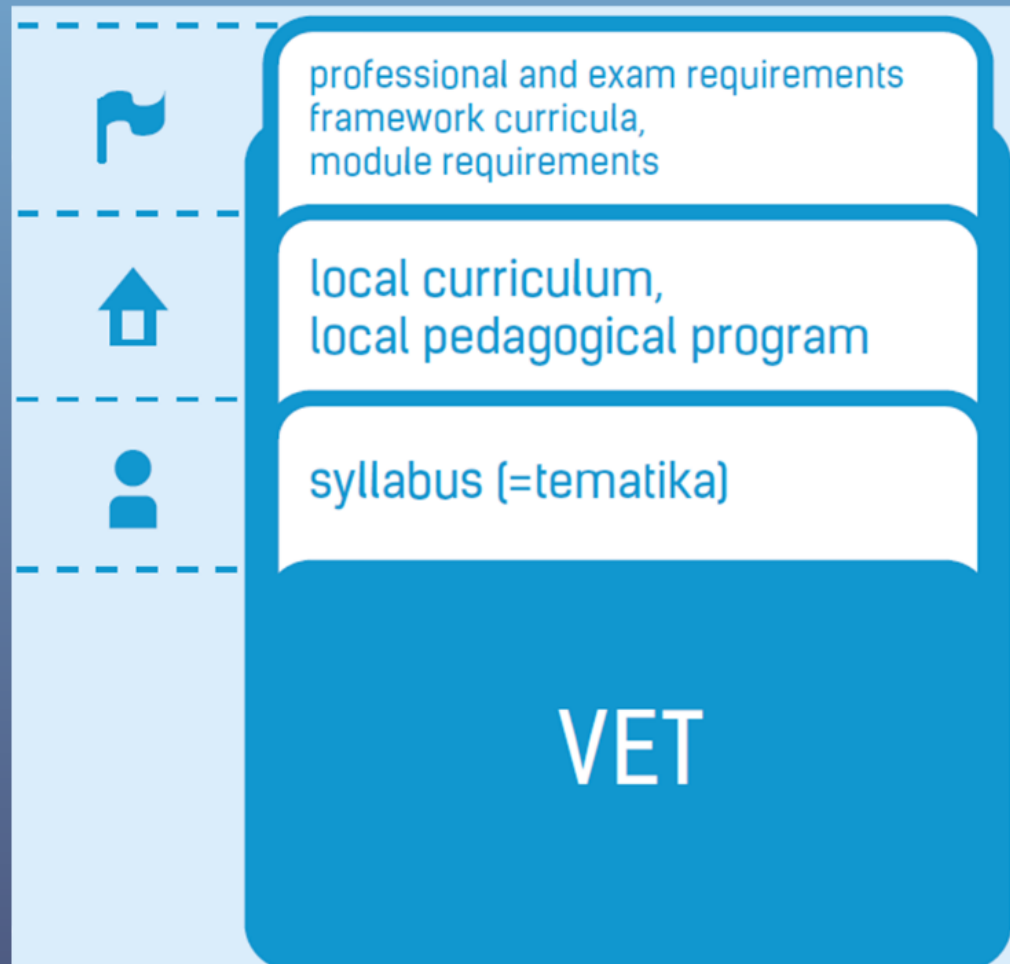 professional and exam requirements
framework curricula,
module requirements
local curriculum,
local pedagogical program
syllabus (=tematika)
VET